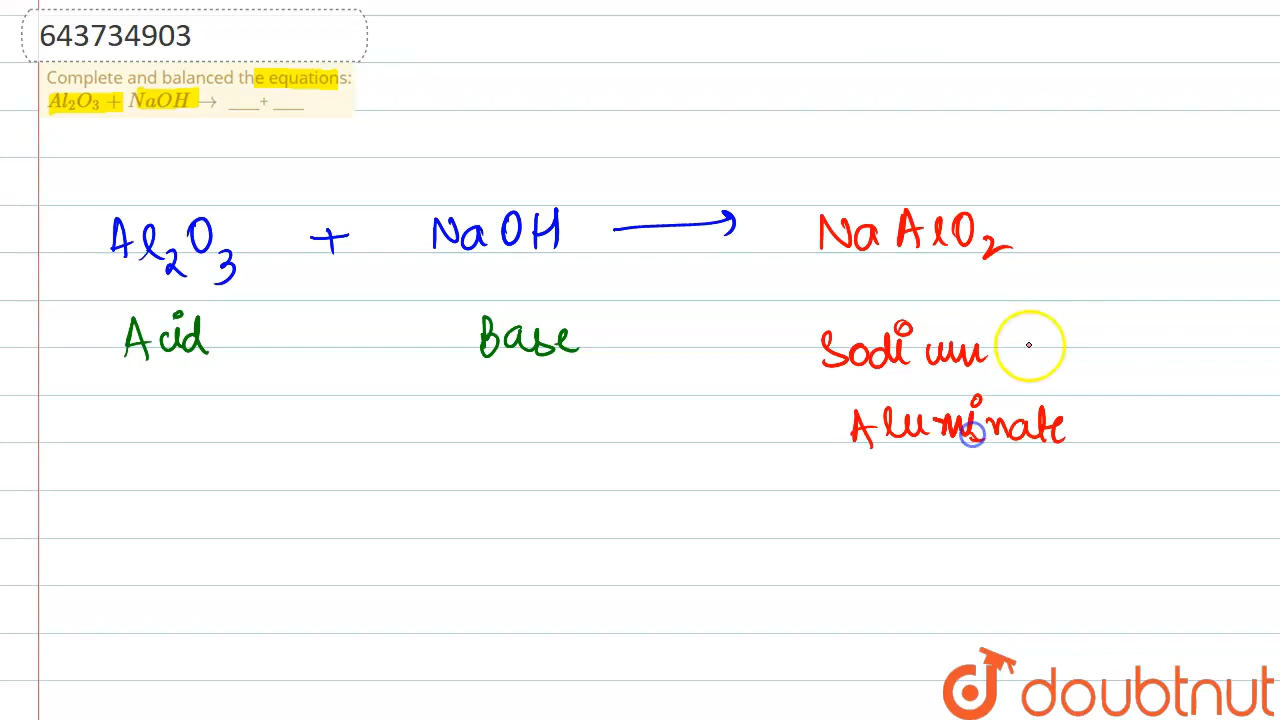 643734903
Complete and balanced the equations:
Al₂O₃ + NaOH → ___ + ___
Al₂O₃ + NaOH ⟶ NaAlO₂
Acid Base Sodium
Aluminate
doubtnut